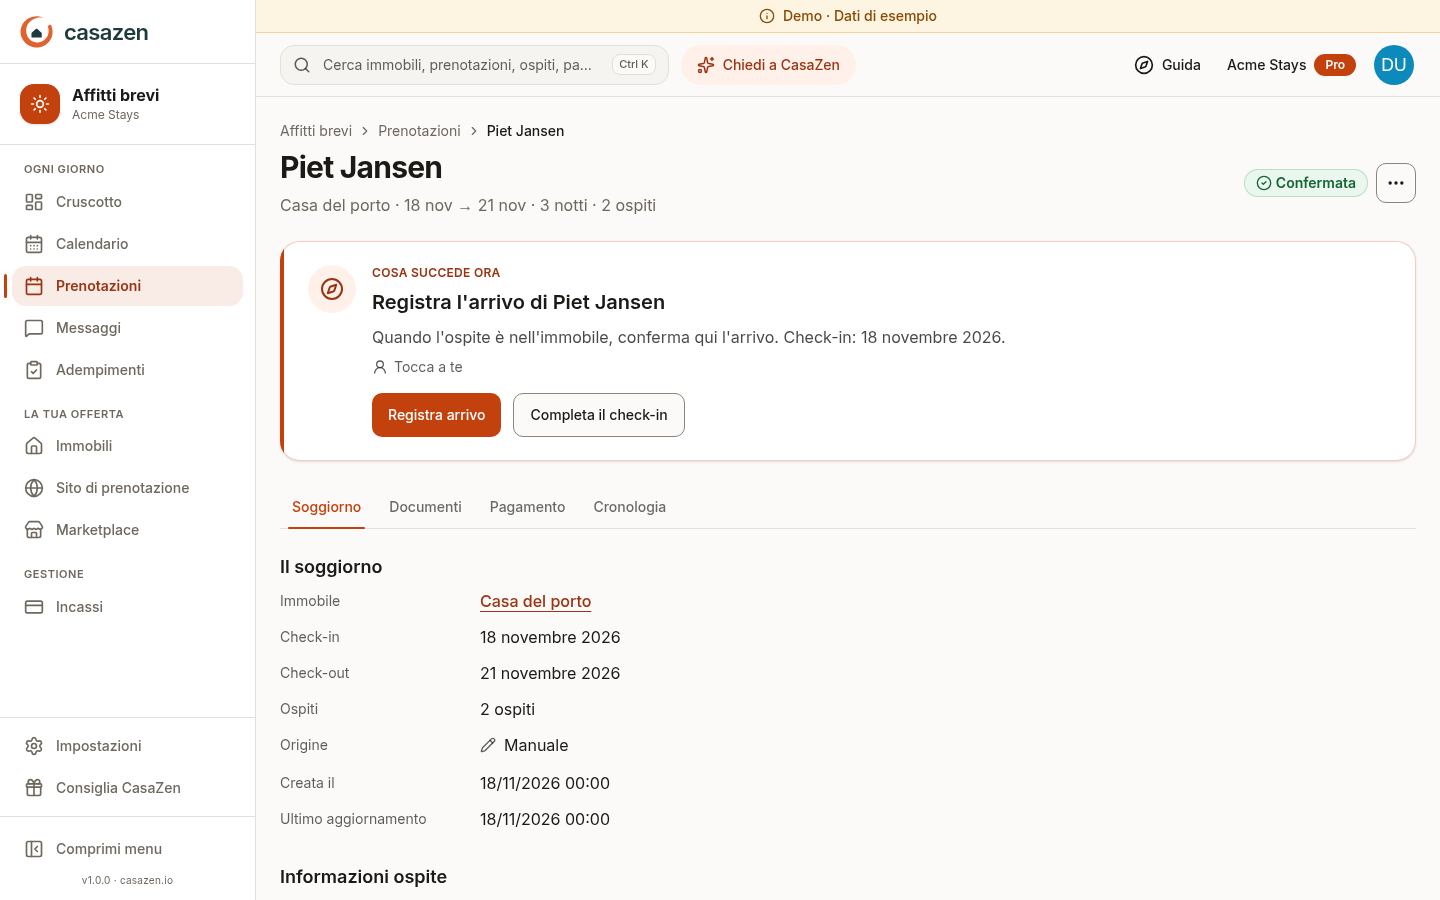 casazen
Affitti brevi
Acme Stays
OGNI GIORNO
Cruscotto
Calendario
Prenotazioni
Messaggi
Adempimenti
LA TUA OFFERTA
Immobili
Sito di prenotazione
Marketplace
GESTIONE
Incassi
Impostazioni
Consiglia CasaZen
Comprimi menu
v1.0.0 · casazen.io
Demo · Dati di esempio
Cerca immobili, prenotazioni, ospiti, pa... Ctrl K
Chiedi a CasaZen
Guida
Acme Stays Pro
DU
Affitti brevi > Prenotazioni > Piet Jansen
Piet Jansen
Casa del porto · 18 nov → 21 nov · 3 notti · 2 ospiti
Confermata
COSA SUCCEDE ORA
Registra l'arrivo di Piet Jansen
Quando l'ospite è nell'immobile, conferma qui l'arrivo. Check-in: 18 novembre 2026.
Tocca a te
Registra arrivo
Completa il check-in
Soggiorno Documenti Pagamento Cronologia
Il soggiorno
Immobile Casa del porto
Check-in 18 novembre 2026
Check-out 21 novembre 2026
Ospiti 2 ospiti
Origine Manuale
Creata il 18/11/2026 00:00
Ultimo aggiornamento 18/11/2026 00:00
Informazioni ospite